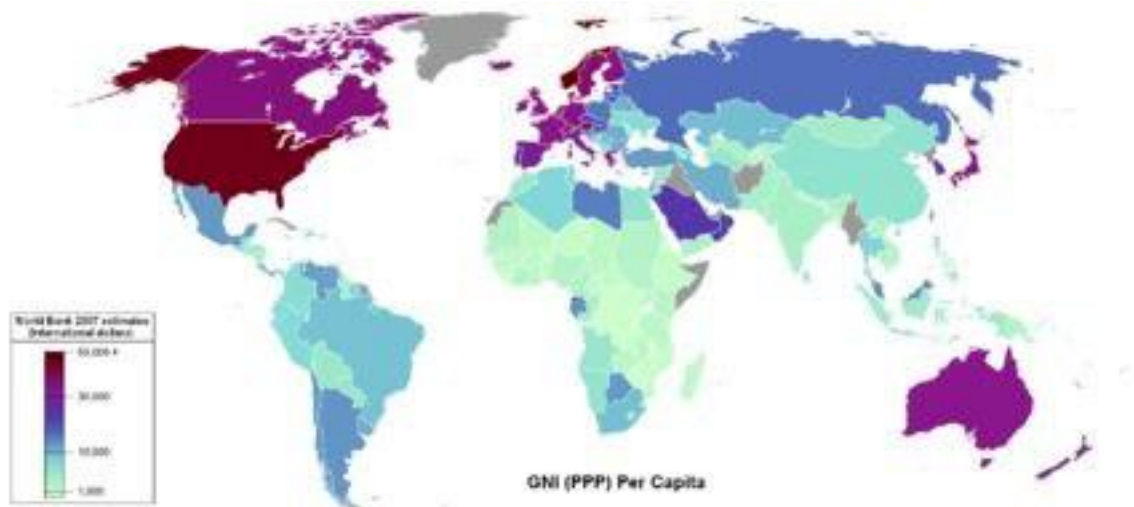 World Bank 2007 estimates
(International dollars)
50,000 +
30,000
10,000
1,000
GNI (PPP) Per Capita